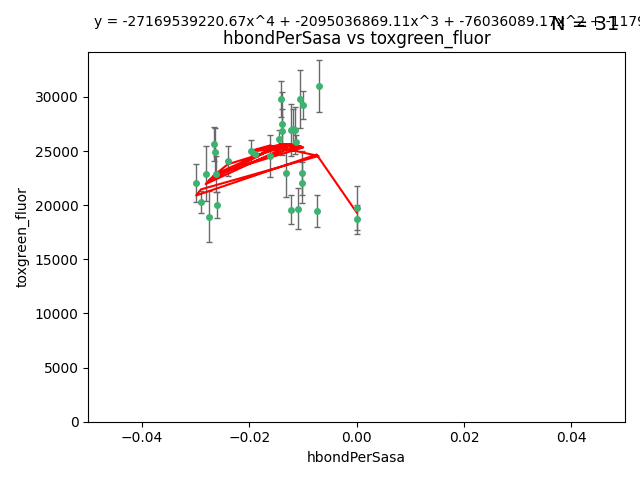 y = -27169539220.67x^4 + -2095036869.11x^3 + -76036089.17x^2 + -1179
N = 31
hbondPerSasa vs toxgreen_fluor
30000
25000
20000
15000
10000
5000
0
toxgreen_fluor
−0.04 −0.02 0.00 0.02 0.04
hbondPerSasa